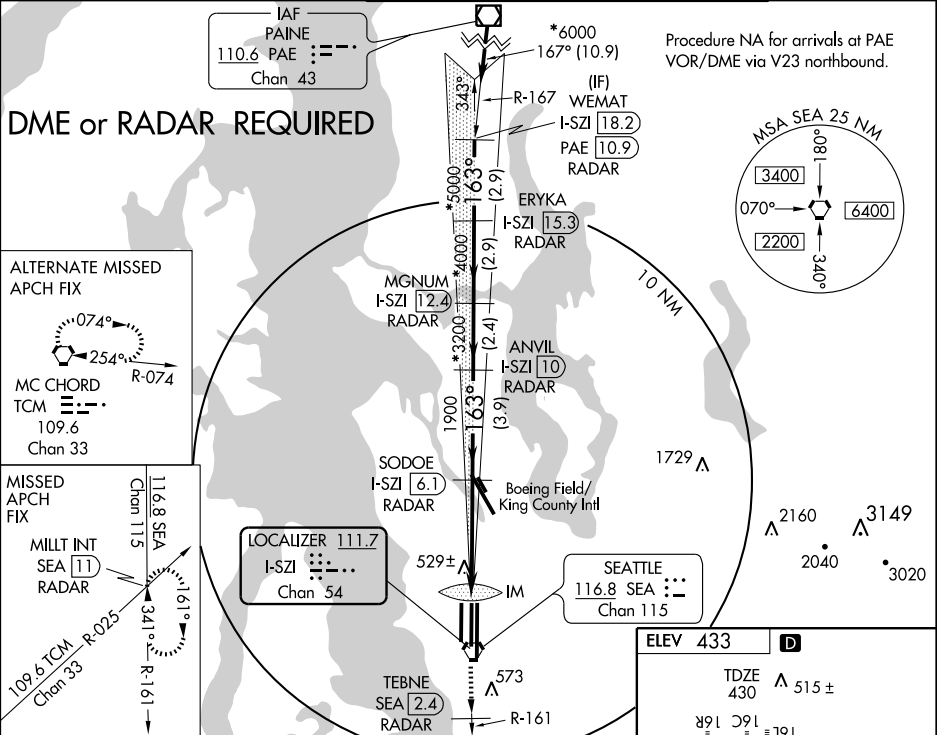 IAF
PAINE
110.6 PAE
Chan 43
*6000
167° (10.9)
Procedure NA for arrivals at PAE
VOR/DME via V23 northbound.
DME or RADAR REQUIRED
343°
R-167
(IF)
WEMAT
I-SZI 18.2
PAE 10.9
RADAR
MSA SEA 25 NM
180°
3400
070°
6400
2200
340°
*5000
163°
(2.9)
ERYKA
I-SZI 15.3
RADAR
*4000
(2.9)
MGNUM
I-SZI 12.4
RADAR
10 NM
*3200
(2.4)
ANVIL
I-SZI 10
RADAR
1900
163°
(3.9)
ALTERNATE MISSED
APCH FIX
074°
254°
R-074
MC CHORD
TCM
109.6
Chan 33
SODOE
I-SZI 6.1
RADAR
Boeing Field/
King County Intl
1729
2160
3149
2040
3020
MISSED
APCH
FIX
116.8 SEA
Chan 115
MILLT INT
SEA 11
RADAR
161°
341°
R-161
109.6 TCM R-025
Chan 33
LOCALIZER 111.7
I-SZI
Chan 54
529±
IM
SEATTLE
116.8 SEA
Chan 115
TEBNE
SEA 2.4
RADAR
573
R-161
ELEV 433 D
TDZE
430
515±
16R 16C 16L